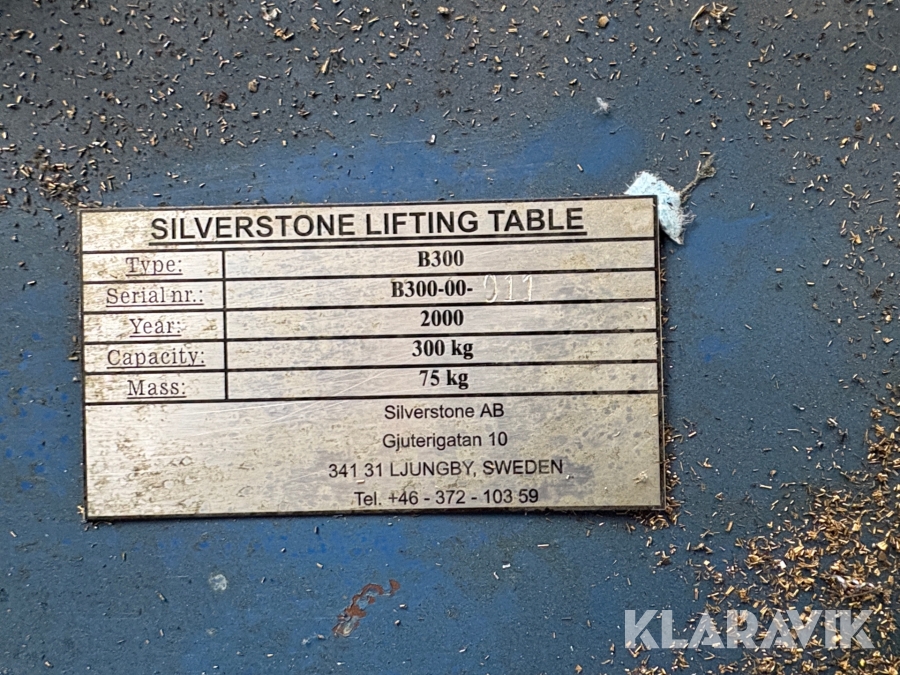 SILVERSTONE LIFTING TABLE
Type: B300
Serial nr.: B300-00- 911
Year: 2000
Capacity: 300 kg
Mass: 75 kg
Silverstone AB
Gjuterigatan 10
341 31 LJUNGBY, SWEDEN
Tel. +46 - 372 - 103 59
KLARAVIK